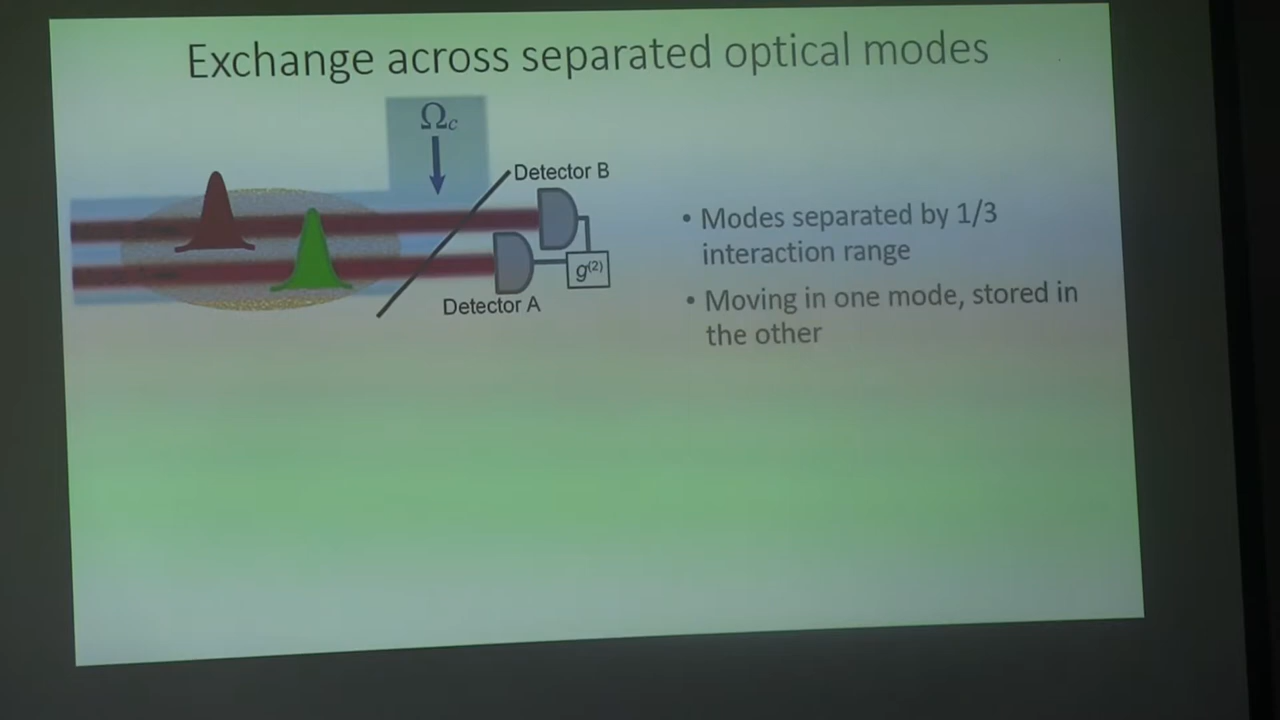 Exchange across separated optical modes
Ωc
Detector B
g(2)
Detector A
• Modes separated by 1/3
interaction range
• Moving in one mode, stored in
the other